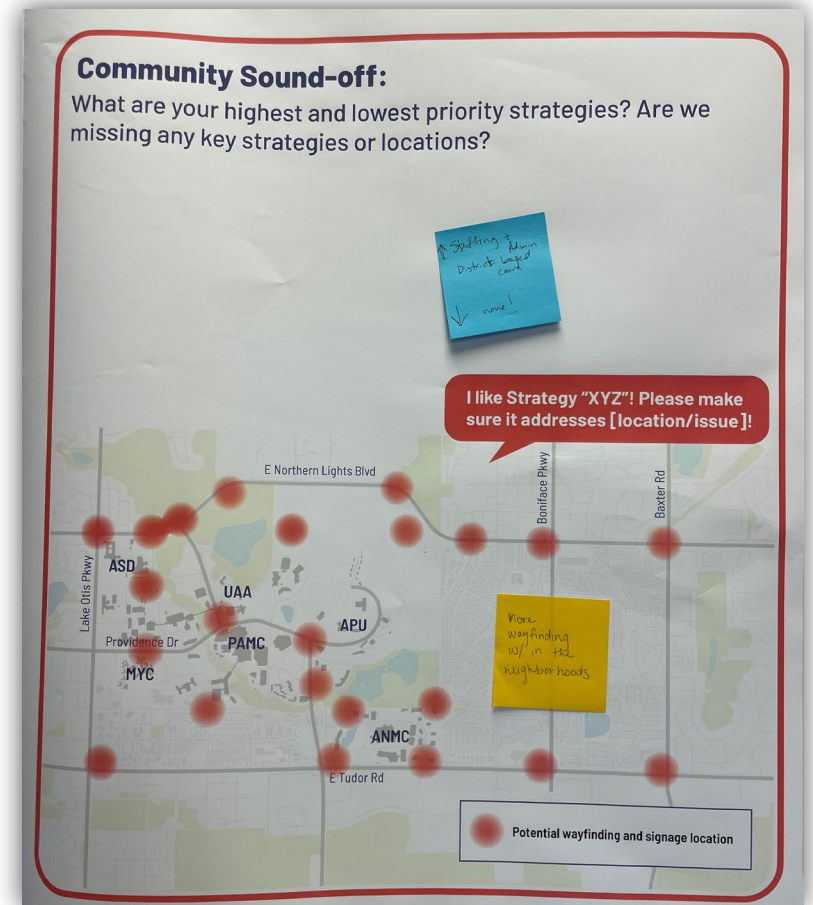 Community Sound-off:
What are your highest and lowest priority strategies? Are we
missing any key strategies or locations?
↑ Staffing +
Admin
District based
coord
↓ none!
I like Strategy “XYZ”! Please make
sure it addresses [location/issue]!
E Northern Lights Blvd
Boniface Pkwy
Baxter Rd
Lake Otis Pkwy
ASD
UAA
APU
Providence Dr
PAMC
MYC
More
wayfinding
w/in the
neighborhoods
ANMC
E Tudor Rd
Potential wayfinding and signage location